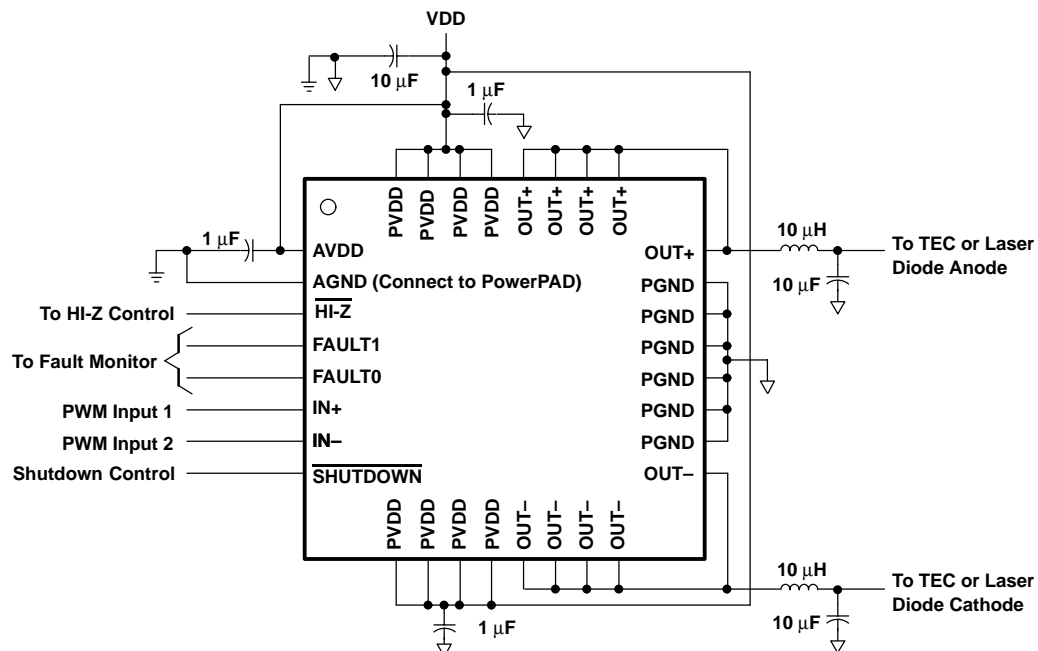 VDD
10 μF
1 μF
PVDD
PVDD
PVDD
PVDD
OUT+
OUT+
OUT+
OUT+
1 μF
AVDD
AGND (Connect to PowerPAD)
To HI-Z Control
HI-Z
To Fault Monitor
FAULT1
FAULT0
PWM Input 1
IN+
PWM Input 2
IN–
Shutdown Control
SHUTDOWN
OUT+
PGND
PGND
PGND
PGND
PGND
PGND
OUT–
10 μH
To TEC or Laser
Diode Anode
10 μF
PVDD
PVDD
PVDD
PVDD
OUT–
OUT–
OUT–
OUT–
1 μF
10 μH
To TEC or Laser
Diode Cathode
10 μF